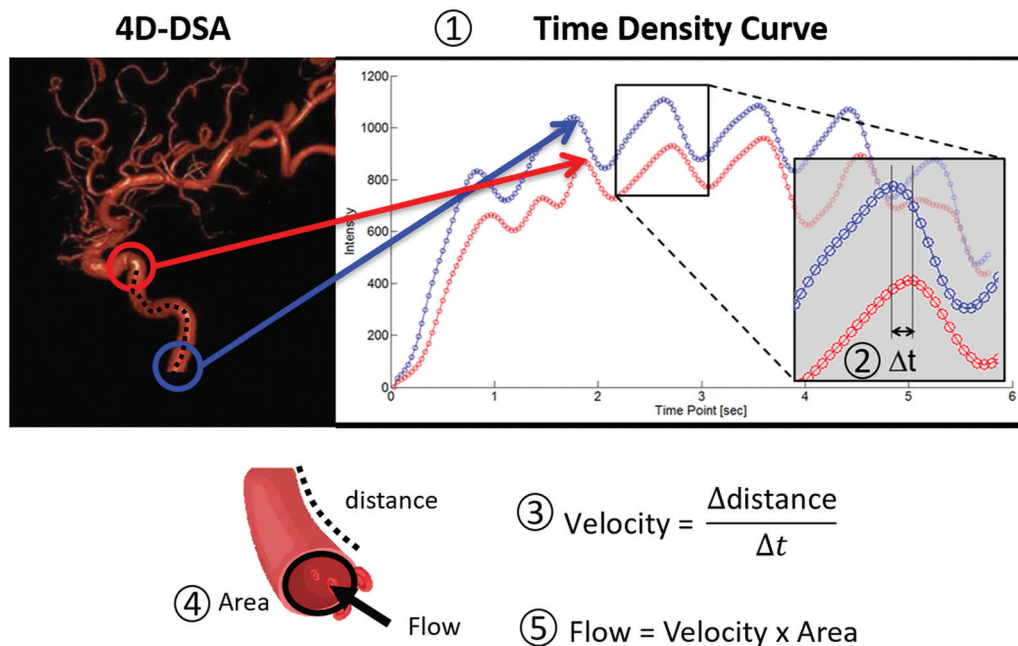 4D-DSA
① Time Density Curve
1200
1000
800
600
400
200
0
Intensity
0 1 2 3 4 5 6
Time Point [sec]
② Δt
distance
④ Area
Flow
③ Velocity = Δdistance / Δt
⑤ Flow = Velocity x Area